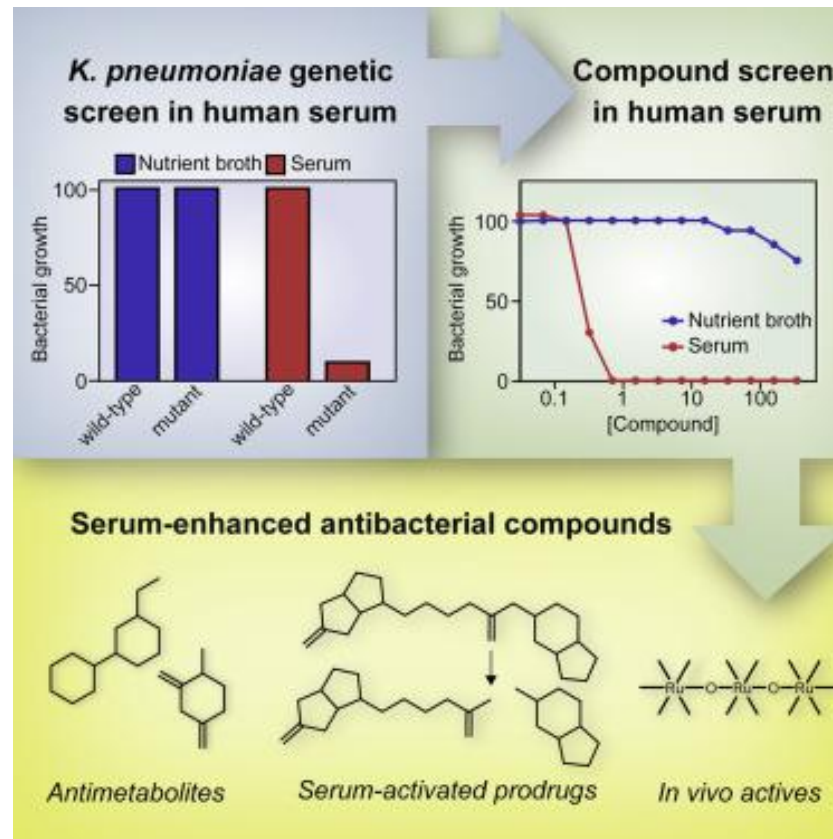 K. pneumoniae genetic
screen in human serum
Compound screen
in human serum
Nutrient broth Serum
Bacterial growth
100
50
0
wild-type
mutant
wild-type
mutant
Bacterial growth
100
50
0
Nutrient broth
Serum
0.1 1 10 100
[Compound]
Serum-enhanced antibacterial compounds
Ru O Ru O Ru
Antimetabolites
Serum-activated prodrugs
In vivo actives